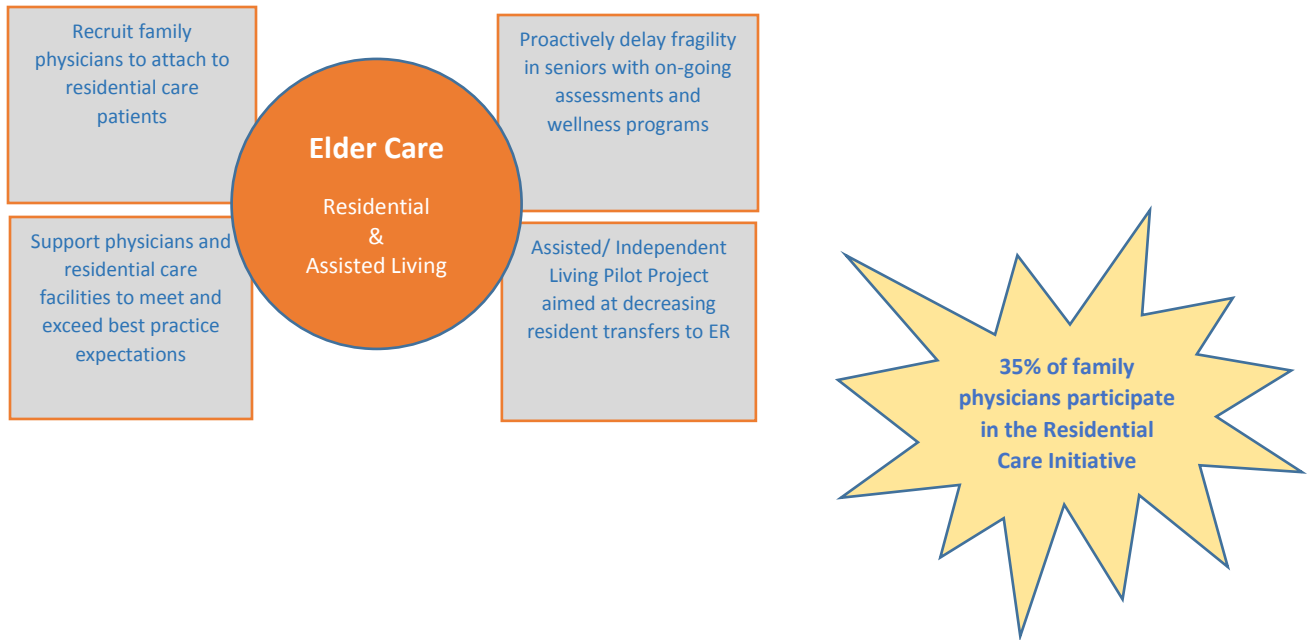 Recruit family
physicians to attach to
residential care
patients
Support physicians and
residential care
facilities to meet and
exceed best practice
expectations
Elder Care
Residential
&
Assisted Living
Proactively delay fragility
in seniors with on-going
assessments and
wellness programs
Assisted/ Independent
Living Pilot Project
aimed at decreasing
resident transfers to ER
35% of family
physicians participate
in the Residential
Care Initiative